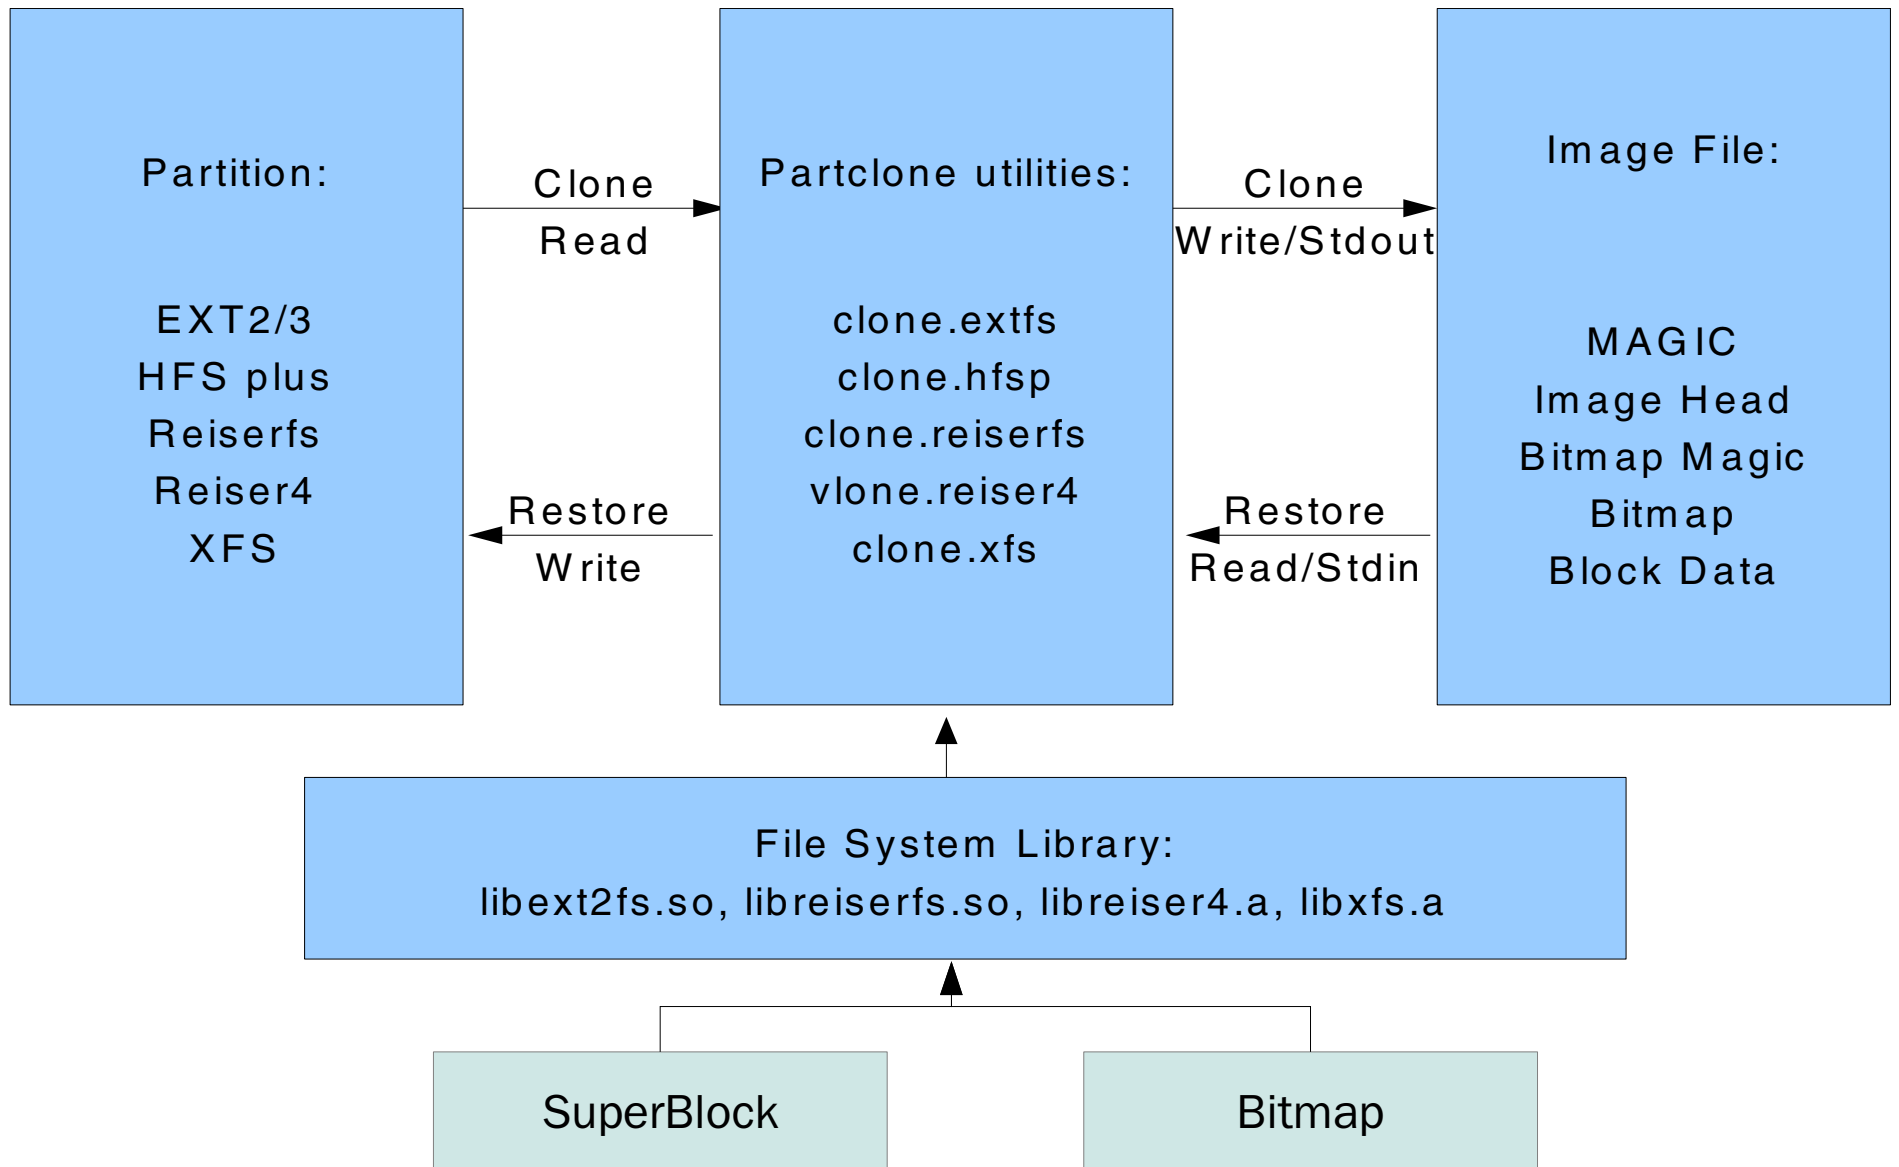 Partition:
EXT2/3
HFS plus
Reiserfs
Reiser4
XFS
Clone
Read
Restore
Write
Partclone utilities:
clone.extfs
clone.hfsp
clone.reiserfs
vlone.reiser4
clone.xfs
Clone
Write/Stdout
Restore
Read/Stdin
Image File:
MAGIC
Image Head
Bitmap Magic
Bitmap
Block Data
File System Library:
libext2fs.so, libreiserfs.so, libreiser4.a, libxfs.a
SuperBlock
Bitmap